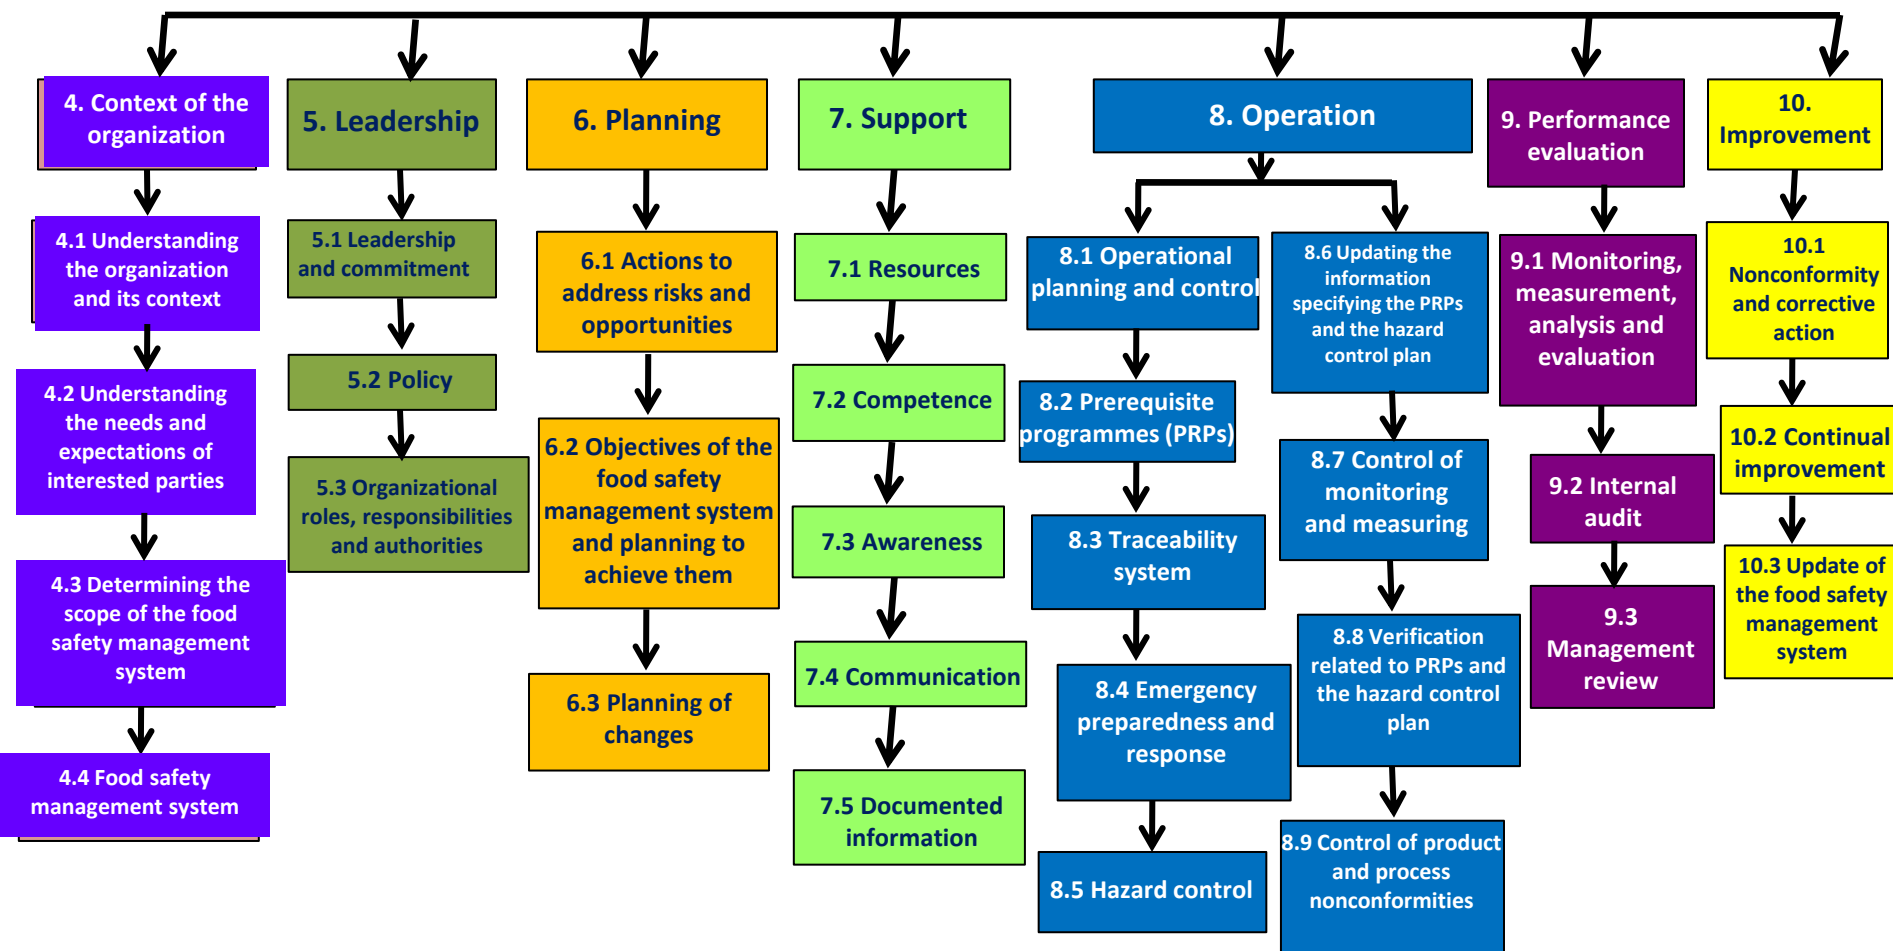 4. Context of the
organization
4.1 Understanding
the organization
and its context
4.2 Understanding
the needs and
expectations of
interested parties
4.3 Determining the
scope of the food
safety management
system
4.4 Food safety
management system
5. Leadership
5.1 Leadership
and commitment
5.2 Policy
5.3 Organizational
roles, responsibilities
and authorities
6. Planning
6.1 Actions to
address risks and
opportunities
6.2 Objectives of the
food safety
management system
and planning to
achieve them
6.3 Planning of
changes
7. Support
7.1 Resources
7.2 Competence
7.3 Awareness
7.4 Communication
7.5 Documented
information
8. Operation
8.1 Operational
planning and control
8.2 Prerequisite
programmes (PRPs)
8.3 Traceability
system
8.4 Emergency
preparedness and
response
8.5 Hazard control
8.6 Updating the
information
specifying the PRPs
and the hazard
control plan
8.7 Control of
monitoring
and measuring
8.8 Verification
related to PRPs and
the hazard control
plan
8.9 Control of product
and process
nonconformities
9. Performance
evaluation
9.1 Monitoring,
measurement,
analysis and
evaluation
9.2 Internal
audit
9.3
Management
review
10.
Improvement
10.1
Nonconformity
and corrective
action
10.2 Continual
improvement
10.3 Update of
the food safety
management
system